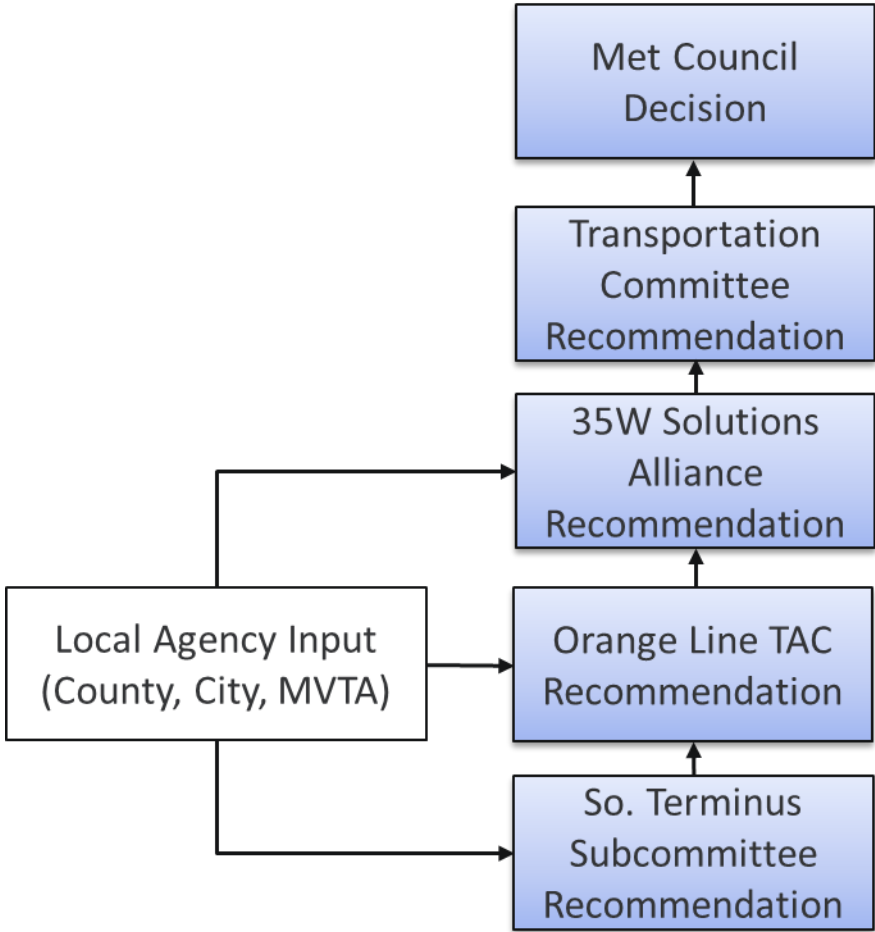 Met Council
Decision
Transportation
Committee
Recommendation
35W Solutions
Alliance
Recommendation
Local Agency Input
(County, City, MVTA)
Orange Line TAC
Recommendation
So. Terminus
Subcommittee
Recommendation